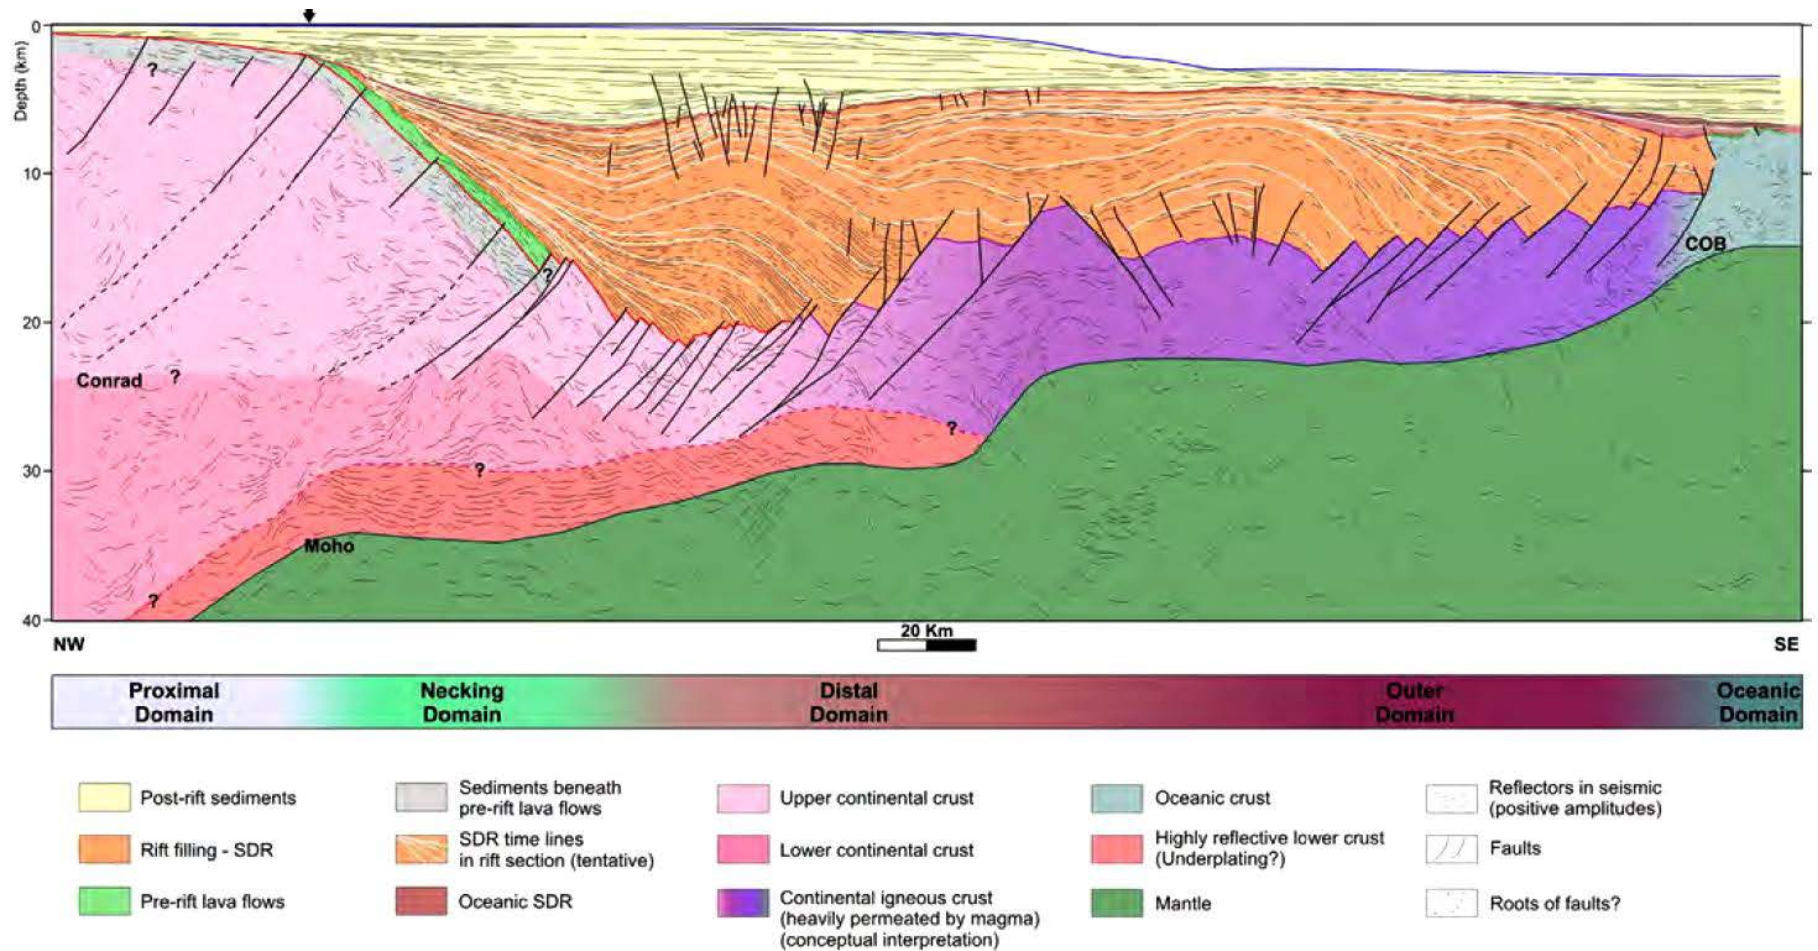 0
Depth (km)
10
20
30
40
?
?
Conrad ?
?
?
?
Moho
COB
NW
20 Km
SE
Proximal
Domain
Necking
Domain
Distal
Domain
Outer
Domain
Oceanic
Domain
Post-rift sediments
Rift filling - SDR
Pre-rift lava flows
Sediments beneath
pre-rift lava flows
SDR time lines
in rift section (tentative)
Oceanic SDR
Upper continental crust
Lower continental crust
Continental igneous crust
(heavily permeated by magma)
(conceptual interpretation)
Oceanic crust
Highly reflective lower crust
(Underplating?)
Mantle
Reflectors in seismic
(positive amplitudes)
Faults
Roots of faults?